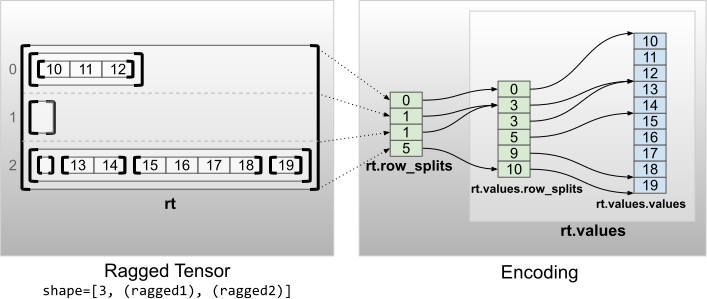 0
10 11 12
1
2
13 14 15 16 17 18 19
rt
0
1
1
5
rt.row_splits
0
3
3
5
9
10
rt.values.row_splits
10
11
12
13
14
15
16
17
18
19
rt.values.values
rt.values
Ragged Tensor
shape=[3, (ragged1), (ragged2)]
Encoding